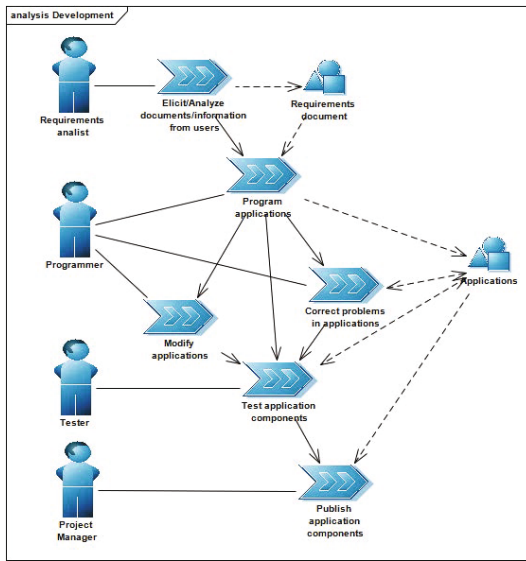 analysis Development
Requirements
analist
Elicit/Analyze
documents/information
from users
Requirements
document
Program
applications
Programmer
Applications
Correct problems
in applications
Modify
applications
Tester
Test application
components
Project
Manager
Publish
application
components